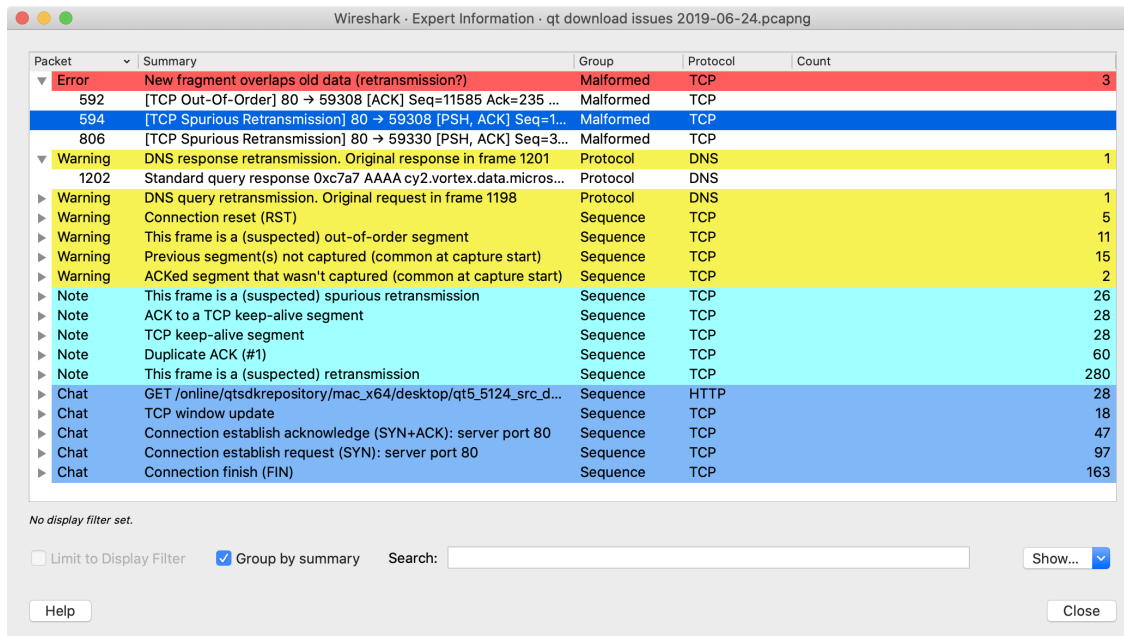 Wireshark · Expert Information · qt download issues 2019-06-24.pcapng
Packet Summary Group Protocol Count
Error New fragment overlaps old data (retransmission?) Malformed TCP 3
592 [TCP Out-Of-Order] 80 → 59308 [ACK] Seq=11585 Ack=235 ... Malformed TCP
594 [TCP Spurious Retransmission] 80 → 59308 [PSH, ACK] Seq=1... Malformed TCP
806 [TCP Spurious Retransmission] 80 → 59330 [PSH, ACK] Seq=3... Malformed TCP
Warning DNS response retransmission. Original response in frame 1201 Protocol DNS 1
1202 Standard query response 0xc7a7 AAAA cy2.vortex.data.micros... Protocol DNS
Warning DNS query retransmission. Original request in frame 1198 Protocol DNS 1
Warning Connection reset (RST) Sequence TCP 5
Warning This frame is a (suspected) out-of-order segment Sequence TCP 11
Warning Previous segment(s) not captured (common at capture start) Sequence TCP 15
Warning ACKed segment that wasn't captured (common at capture start) Sequence TCP 2
Note This frame is a (suspected) spurious retransmission Sequence TCP 26
Note ACK to a TCP keep-alive segment Sequence TCP 28
Note TCP keep-alive segment Sequence TCP 28
Note Duplicate ACK (#1) Sequence TCP 60
Note This frame is a (suspected) retransmission Sequence TCP 280
Chat GET /online/qtsdkrepository/mac_x64/desktop/qt5_5124_src_d... Sequence HTTP 28
Chat TCP window update Sequence TCP 18
Chat Connection establish acknowledge (SYN+ACK): server port 80 Sequence TCP 47
Chat Connection establish request (SYN): server port 80 Sequence TCP 97
Chat Connection finish (FIN) Sequence TCP 163
No display filter set.
Limit to Display Filter Group by summary Search: Show...
Help Close